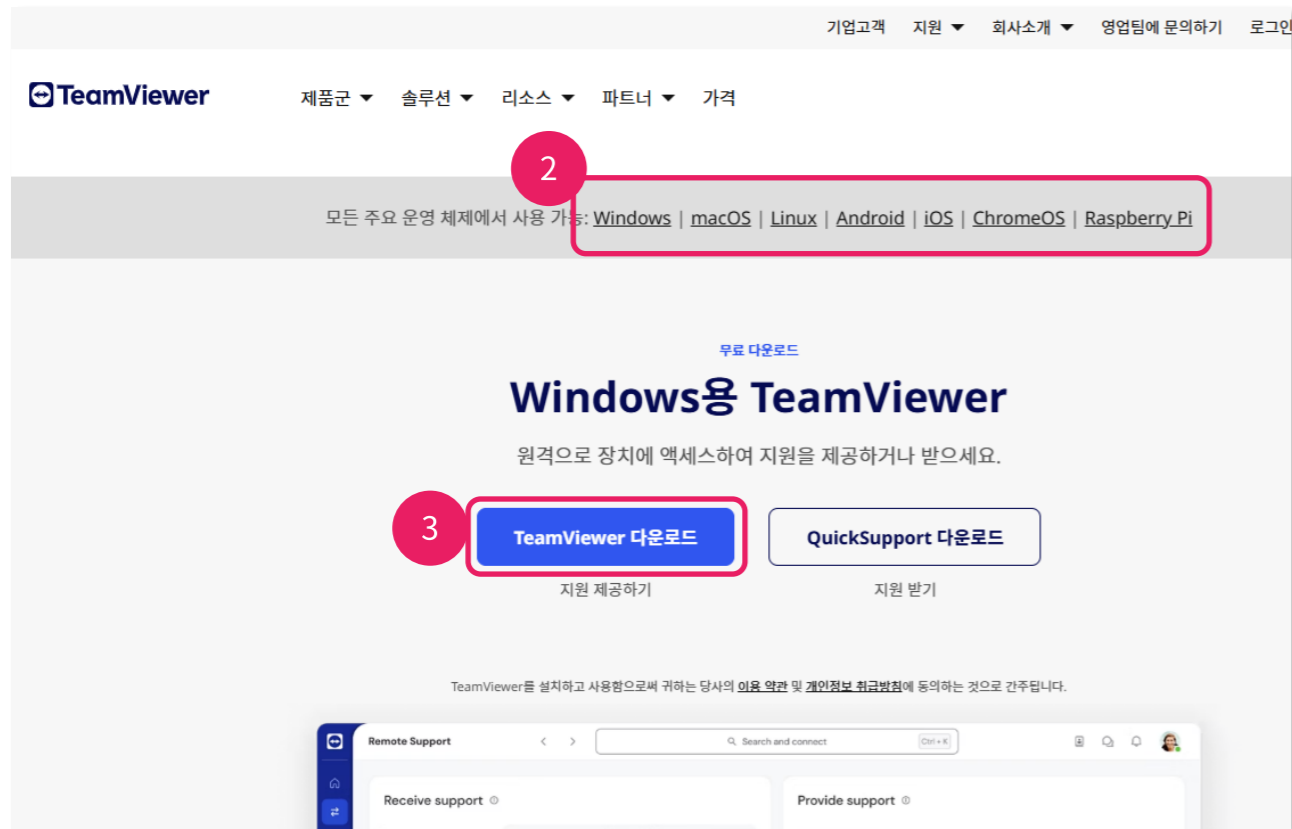 기업고객 지원 회사소개 영업팀에 문의하기 로그인
TeamViewer 제품군 솔루션 리소스 파트너 가격
2
모든 주요 운영 체제에서 사용 가능: Windows | macOS | Linux | Android | iOS | ChromeOS | Raspberry Pi
무료 다운로드
Windows용 TeamViewer
원격으로 장치에 액세스하여 지원을 제공하거나 받으세요.
3 TeamViewer 다운로드 QuickSupport 다운로드
지원 제공하기 지원 받기
TeamViewer를 설치하고 사용함으로써 귀하는 당사의 이용 약관 및 개인정보 취급방침에 동의하는 것으로 간주됩니다.
Remote Support < > Search and connect Ctrl + K
Receive support Provide support